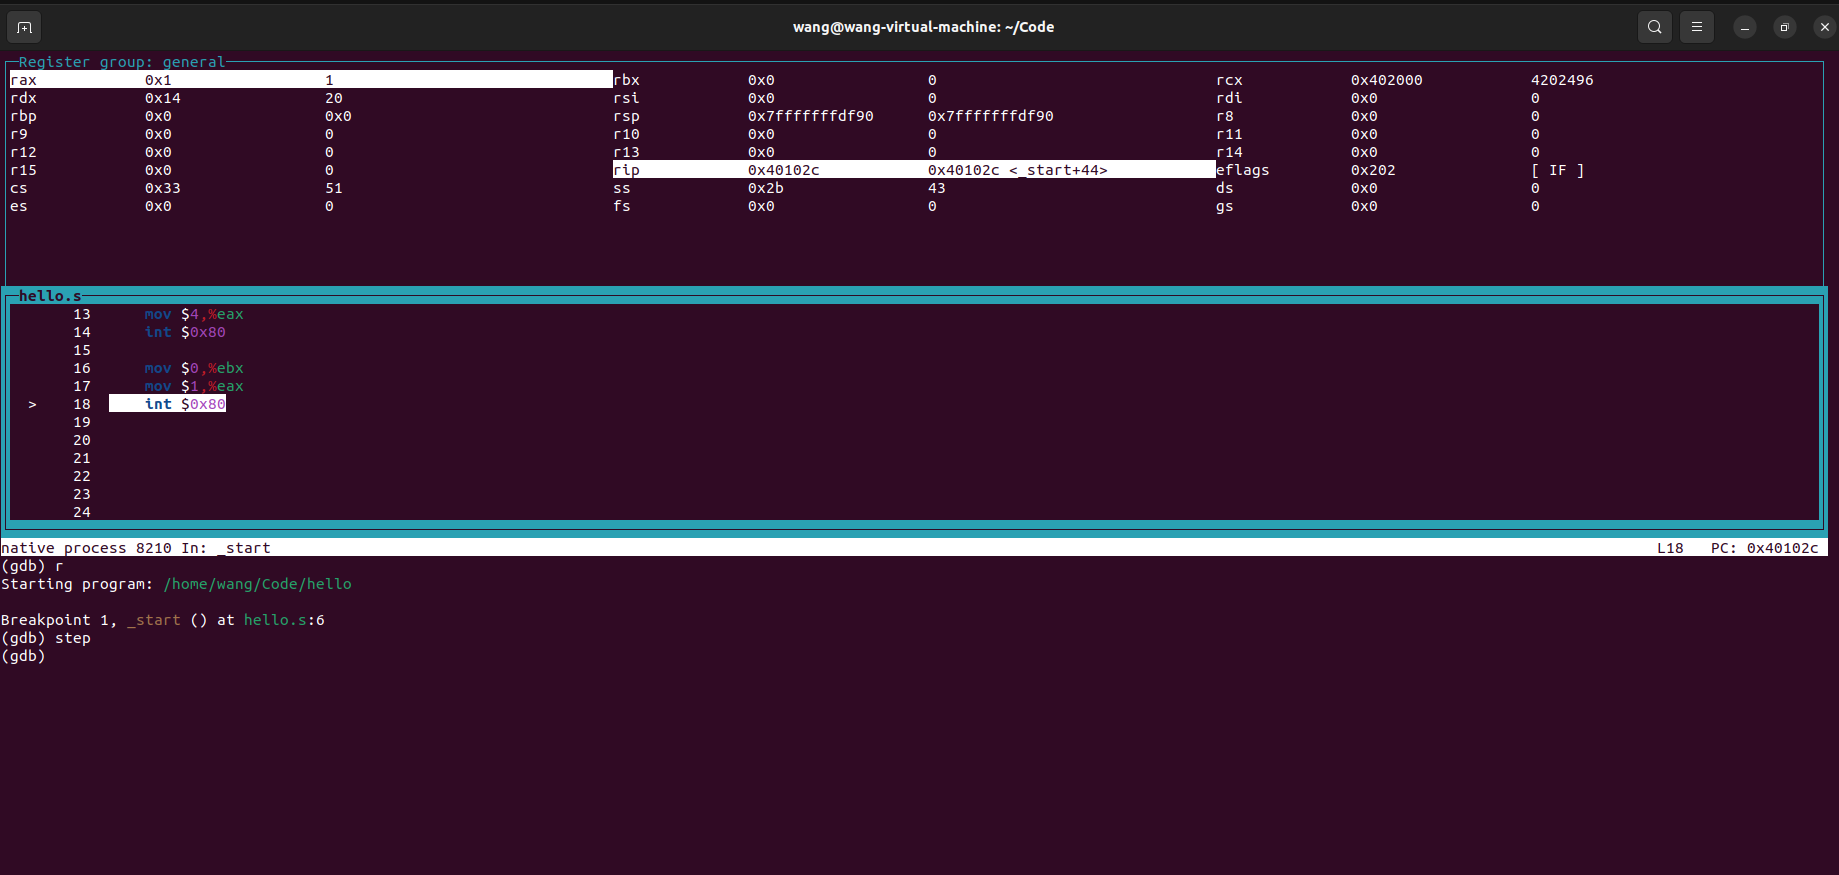 wang@wang-virtual-machine: ~/Code
Register group: general
rax 0x1 1 rbx 0x0 0 rcx 0x402000 4202496
rdx 0x14 20 rsi 0x0 0 rdi 0x0 0
rbp 0x0 0x0 rsp 0x7fffffffdf90 0x7fffffffdf90 r8 0x0 0
r9 0x0 0 r10 0x0 0 r11 0x0 0
r12 0x0 0 r13 0x0 0 r14 0x0 0
r15 0x0 0 rip 0x40102c 0x40102c <_start+44> eflags 0x202 [ IF ]
cs 0x33 51 ss 0x2b 43 ds 0x0 0
es 0x0 0 fs 0x0 0 gs 0x0 0
hello.s
13 mov $4,%eax
14 int $0x80
15
16 mov $0,%ebx
17 mov $1,%eax
> 18 int $0x80
19
20
21
22
23
24
native process 8210 In: _start L18 PC: 0x40102c
(gdb) r
Starting program: /home/wang/Code/hello
Breakpoint 1, _start () at hello.s:6
(gdb) step
(gdb)